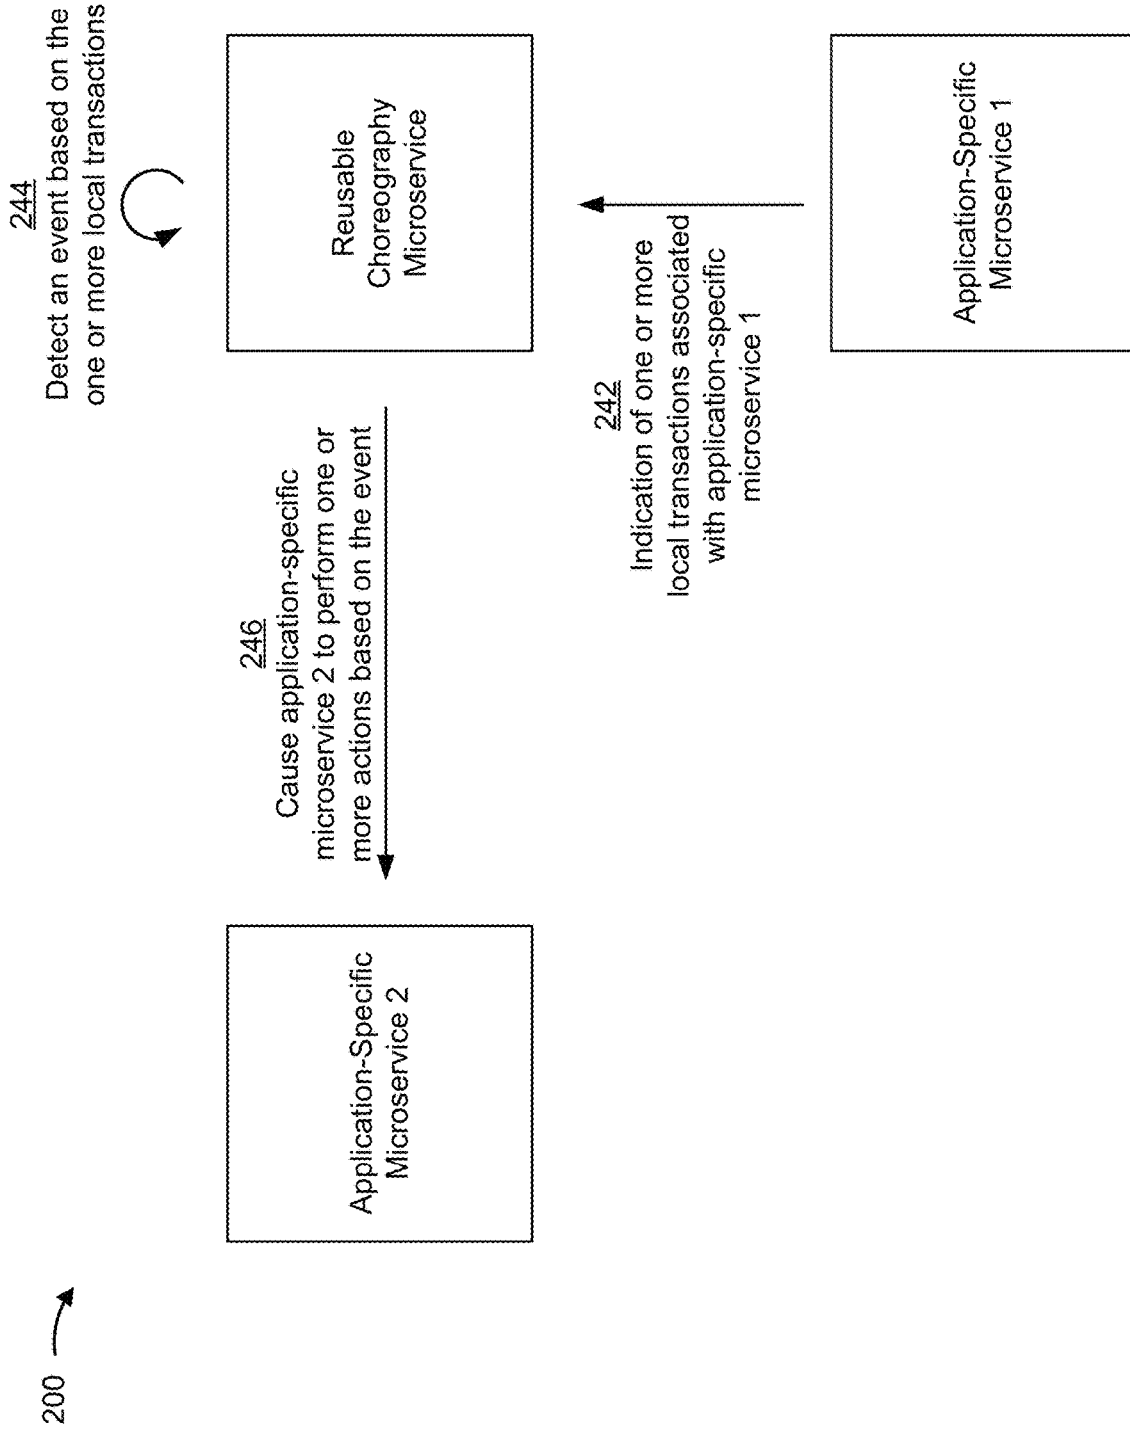 200
244
Detect an event based on the
one or more local transactions
246
Cause application-specific
microservice 2 to perform one or
more actions based on the event
Application-Specific
Microservice 2
Reusable
Choreography
Microservice
242
Indication of one or more
local transactions associated
with application-specific
microservice 1
Application-Specific
Microservice 1